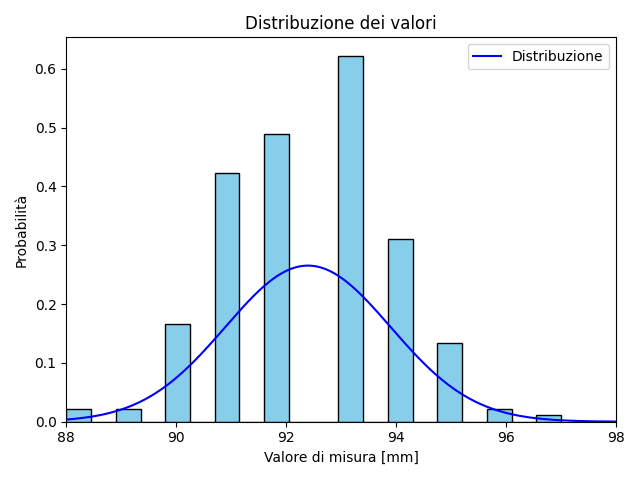 Distribuzione dei valori
Distribuzione
Probabilità
0.6
0.5
0.4
0.3
0.2
0.1
0.0
88 90 92 94 96 98
Valore di misura [mm]